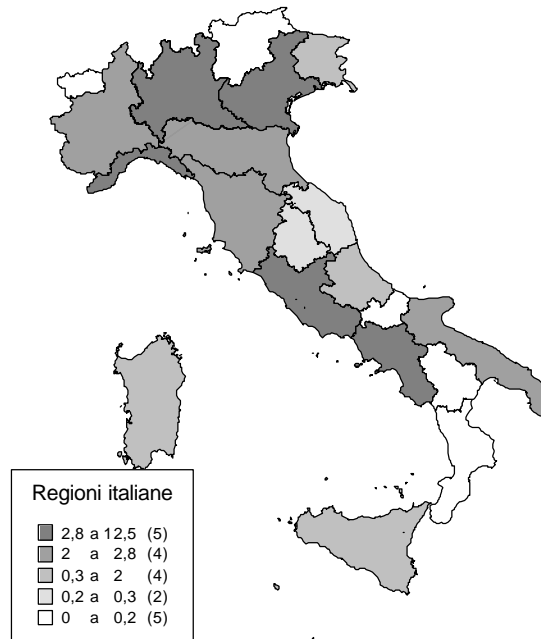 Regioni italiane
2,8 a 12,5 (5)
2 a 2,8 (4)
0,3 a 2 (4)
0,2 a 0,3 (2)
0 a 0,2 (5)